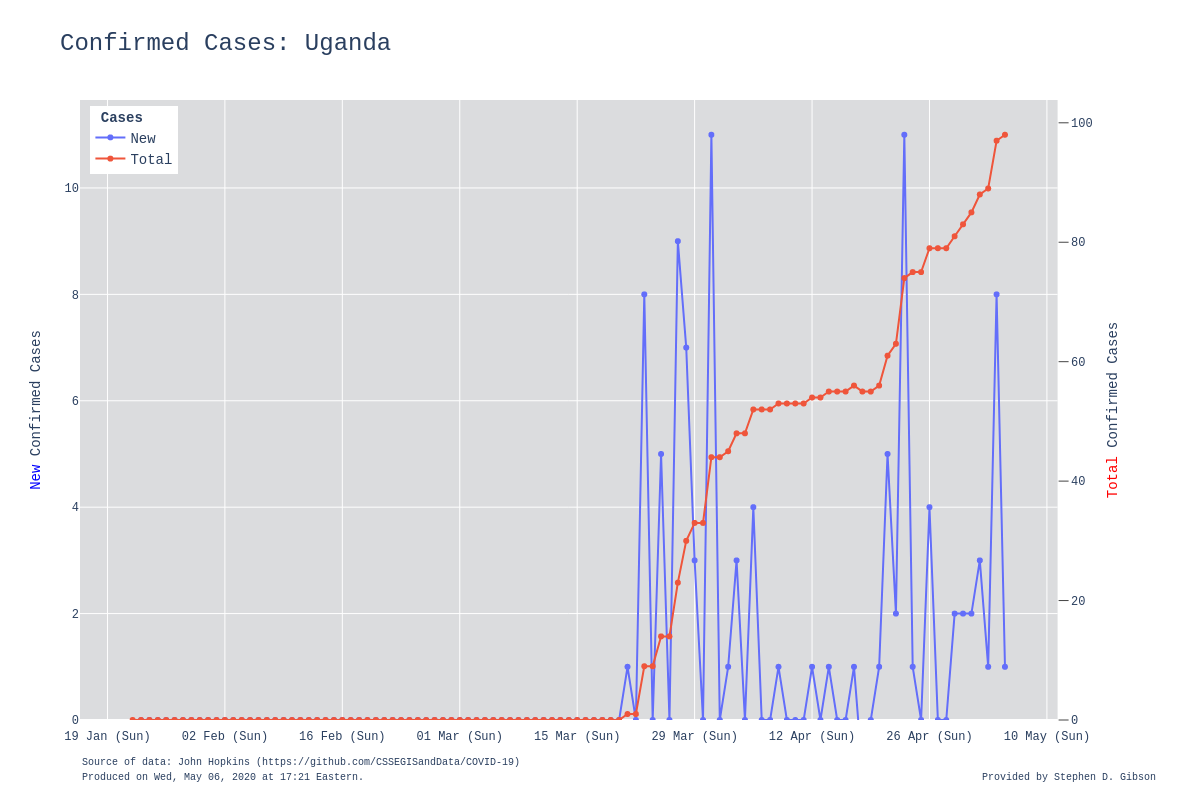 Confirmed Cases: Uganda
Cases
New
Total
10
8
6
4
2
0
100
80
60
40
20
0
New Confirmed Cases
Total Confirmed Cases
19 Jan (Sun) 02 Feb (Sun) 16 Feb (Sun) 01 Mar (Sun) 15 Mar (Sun) 29 Mar (Sun) 12 Apr (Sun) 26 Apr (Sun) 10 May (Sun)
Source of data: John Hopkins (https://github.com/CSSEGISandData/COVID-19)
Produced on Wed, May 06, 2020 at 17:21 Eastern.
Provided by Stephen D. Gibson